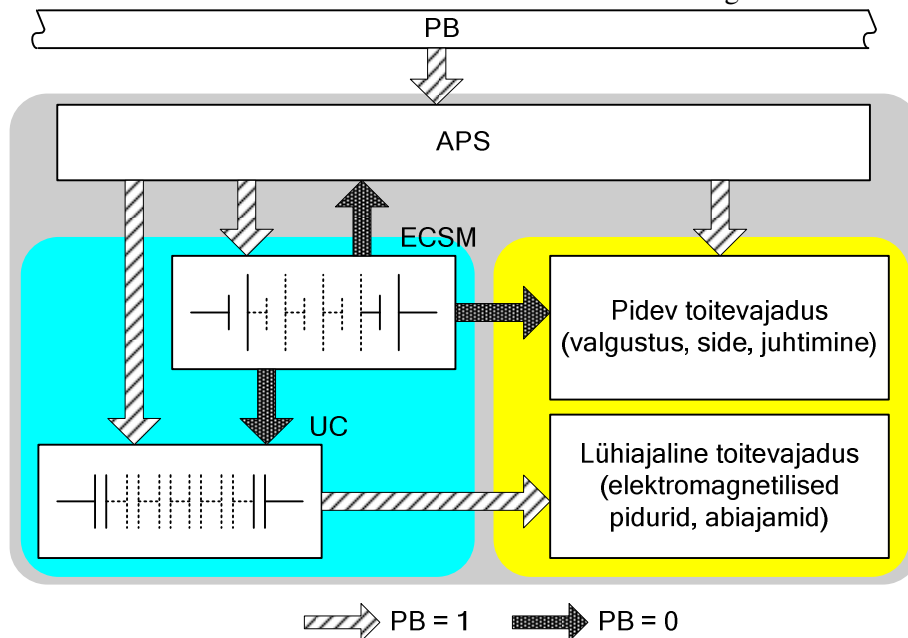 PB
APS
ECSM
Pidev toitevajadus
(valgustus, side, juhtimine)
UC
Lühiajaline toitevajadus
(elektromagnetilised
pidurid, abiajamid)
PB = 1
PB = 0